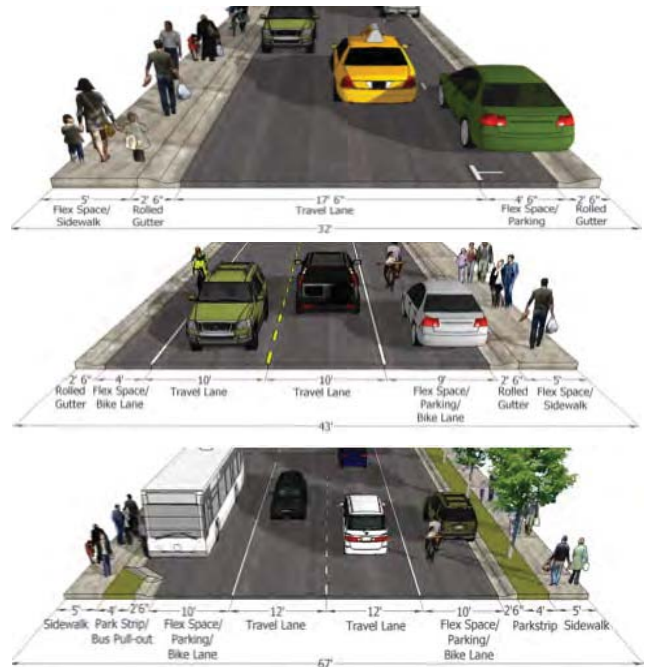 5' 2' 6" 17' 6" 4' 6" 2' 6"
Flex Space/ Rolled Travel Lane Flex Space/ Rolled
Sidewalk Gutter Parking Gutter
32'
2' 6" 4' 10' 10' 9' 2' 6" 5'
Rolled Flex Space/ Travel Lane Travel Lane Flex Space/ Rolled Flex Space/
Gutter Bike Lane Parking/ Gutter Sidewalk
Bike Lane
43'
5' 4' 2'6" 10' 12' 12' 10' 2'6" 4' 5'
Sidewalk Park Strip/ Flex Space/ Travel Lane Travel Lane Flex Space/ Parkstrip Sidewalk
Bus Pull-out Parking/ Parking/
Bike Lane Bike Lane
67'